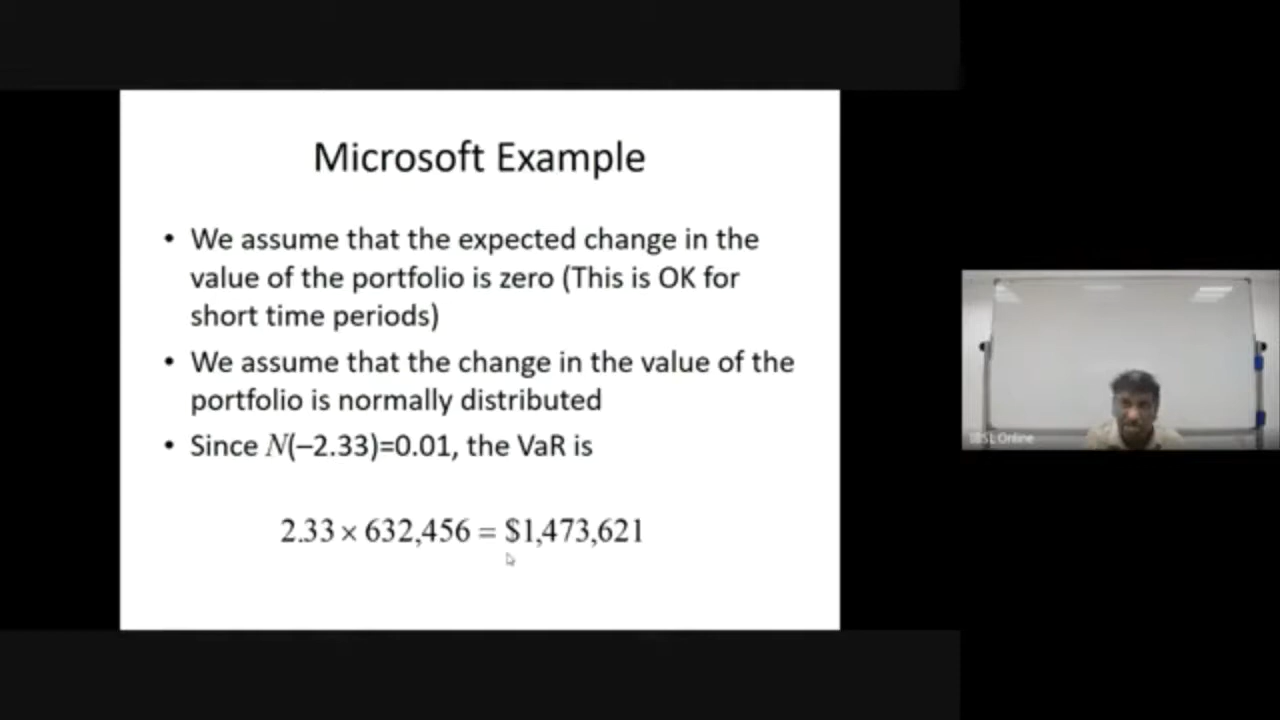 Microsoft Example
• We assume that the expected change in the
value of the portfolio is zero (This is OK for
short time periods)
• We assume that the change in the value of the
portfolio is normally distributed
• Since N(–2.33)=0.01, the VaR is
2.33 × 632,456 = $1,473,621
Online